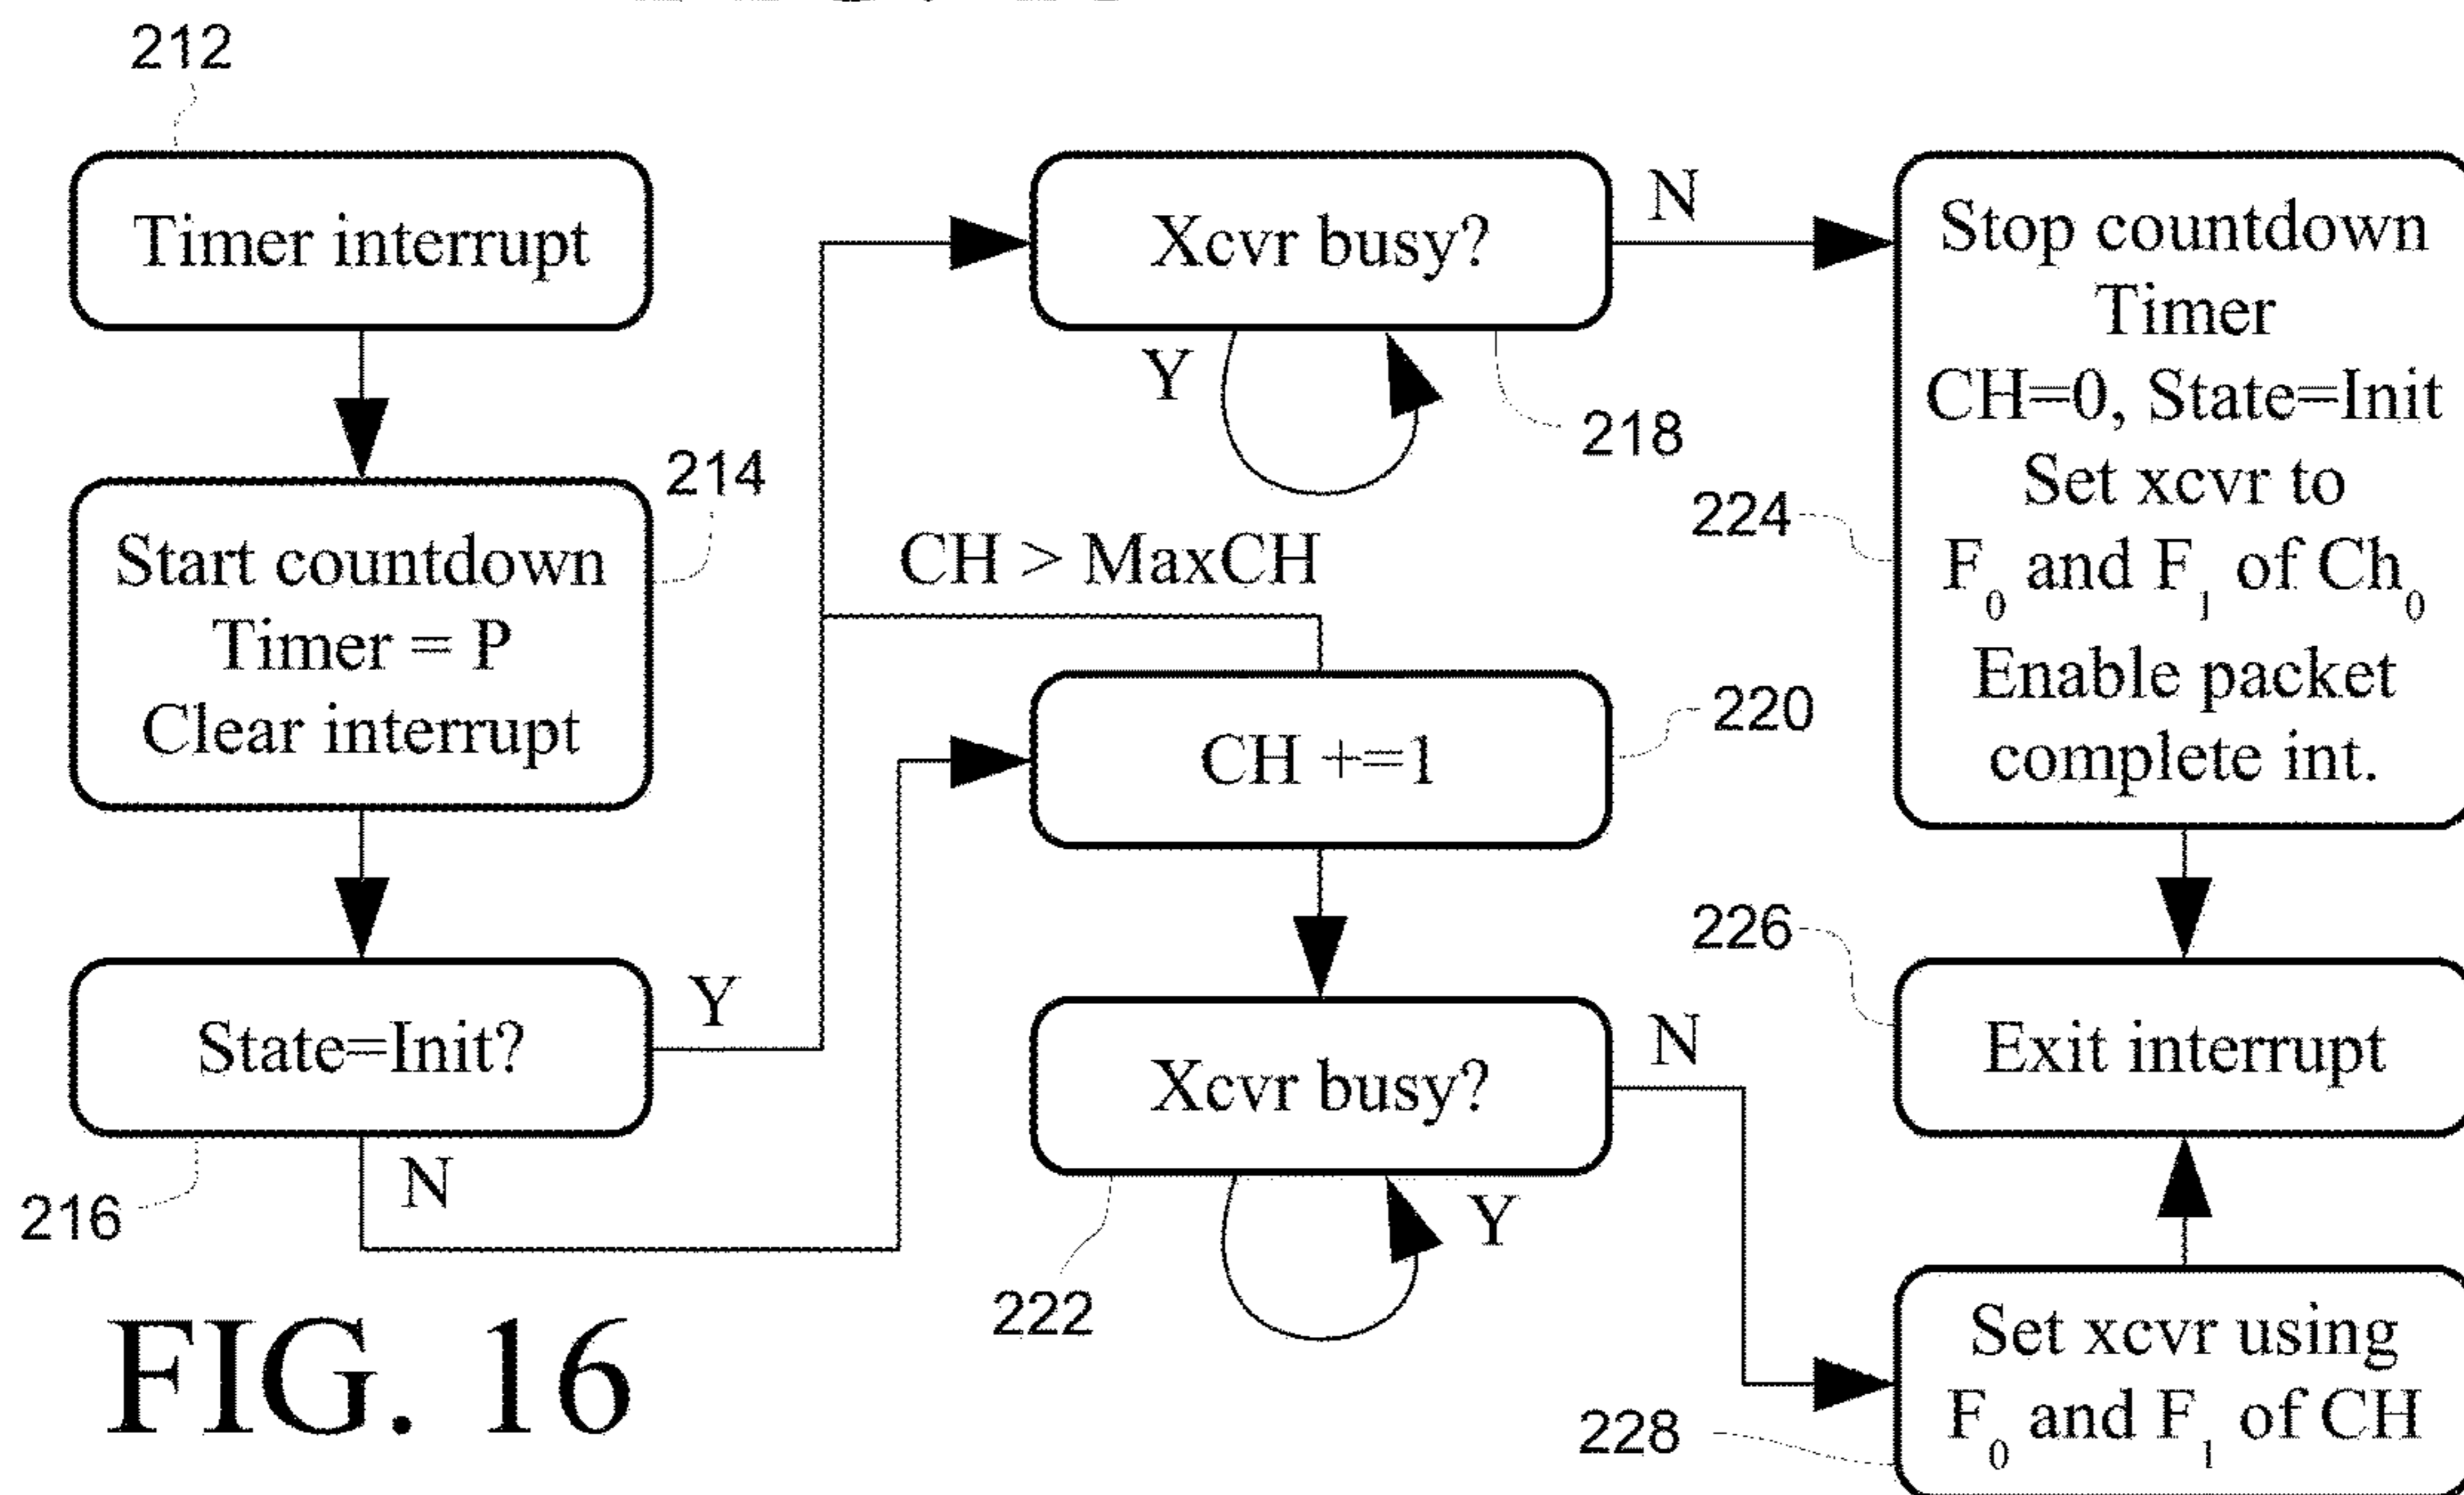 212
Timer interrupt
214
Start countdown
Timer = P
Clear interrupt
State=Init?
Y
N
216
Xcvr busy?
N
Y
218
CH > MaxCH
CH +=1
220
Xcvr busy?
N
Y
222
Stop countdown
Timer
CH=0, State=Init
Set xcvr to
F₀ and F₁ of Ch₀
Enable packet
complete int.
224
226
Exit interrupt
Set xcvr using
F₀ and F₁ of CH
228
FIG. 16